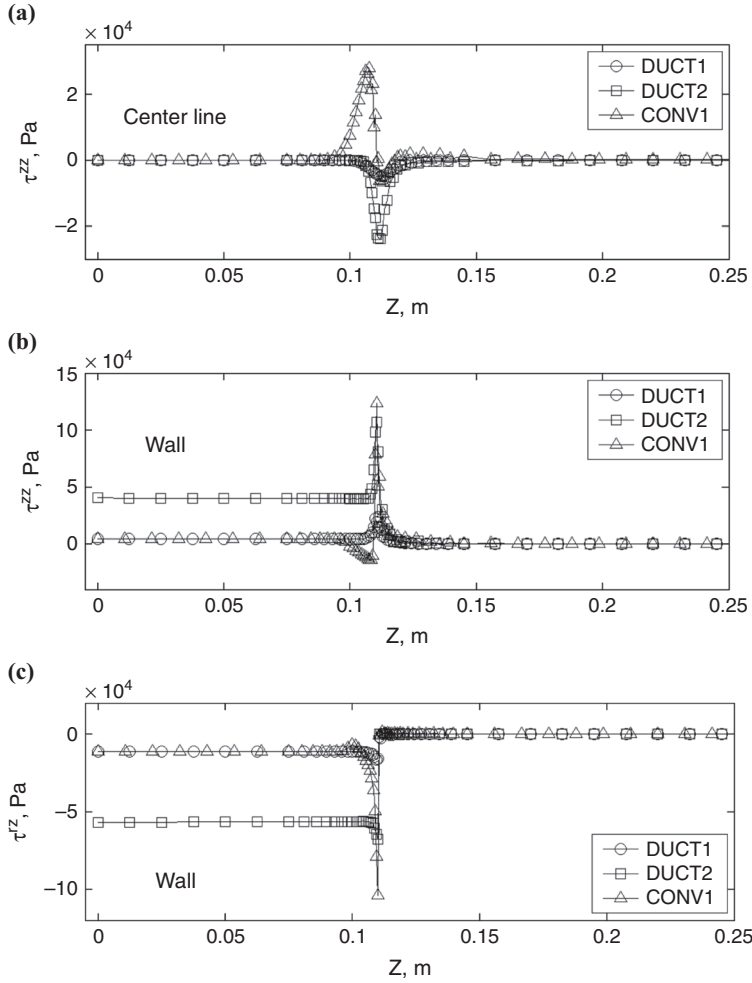 (a)
× 10⁴
2
0
−2
τᶻᶻ, Pa
Center line
DUCT1
DUCT2
CONV1
0 0.05 0.1 0.15 0.2 0.25
Z, m
(b)
× 10⁴
15
10
5
0
τᶻᶻ, Pa
Wall
DUCT1
DUCT2
CONV1
0 0.05 0.1 0.15 0.2 0.25
Z, m
(c)
× 10⁴
0
−5
−10
τʳᶻ, Pa
Wall
DUCT1
DUCT2
CONV1
0 0.05 0.1 0.15 0.2 0.25
Z, m